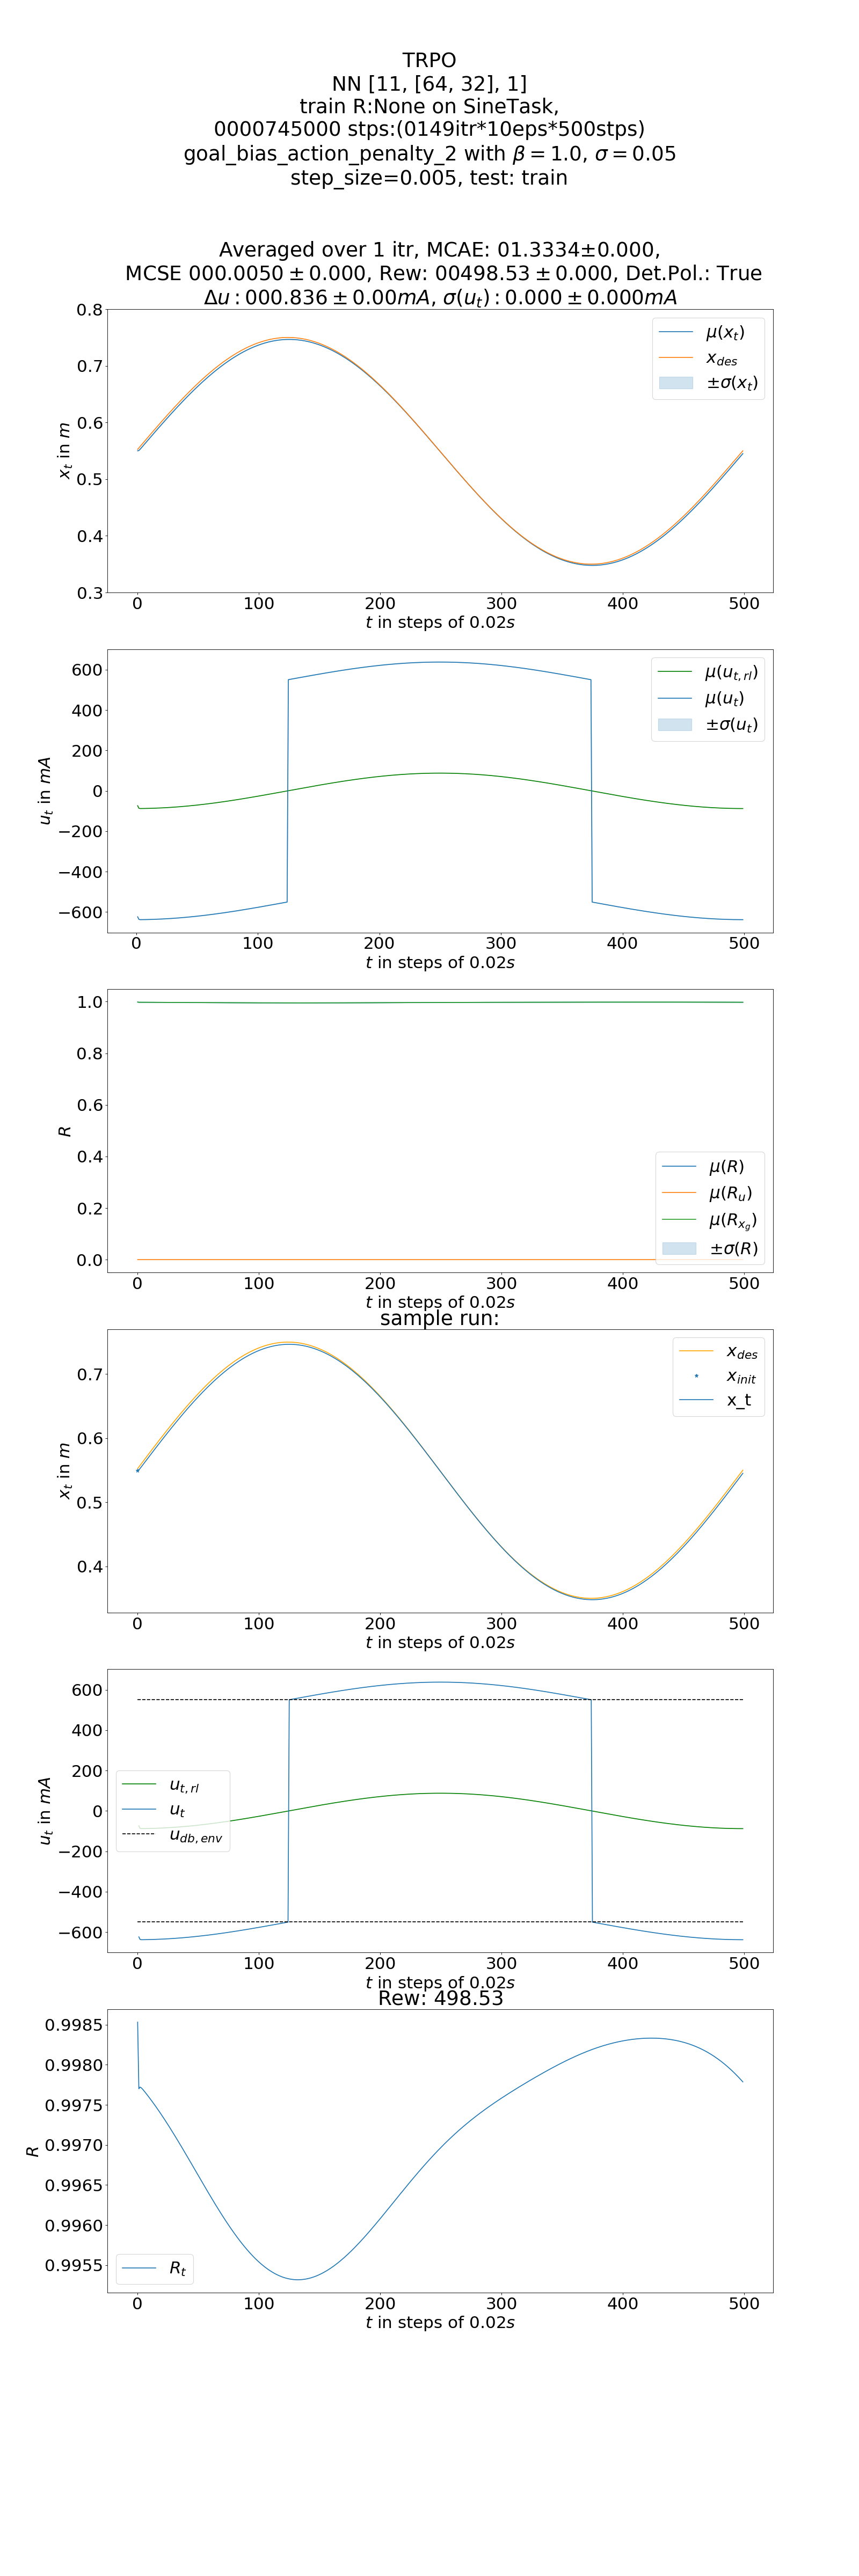 TRPO
NN [11, [64, 32], 1]
train R:None on SineTask,
0000745000 stps:(0149itr*10eps*500stps)
goal_bias_action_penalty_2 with β = 1.0, σ = 0.05
step_size=0.005, test: train
Averaged over 1 itr, MCAE: 01.3334±0.000,
MCSE 000.0050 ± 0.000, Rew: 00498.53 ± 0.000, Det.Pol.: True
Δu : 000.836 ± 0.00mA, σ(u_t) : 0.000 ± 0.000mA
0.8
0.7
0.6
0.5
0.4
0.3
x_t in m
μ(x_t)
x_des
±σ(x_t)
0 100 200 300 400 500
t in steps of 0.02s
600
400
200
0
−200
−400
−600
u_t in mA
μ(u_t,rl)
μ(u_t)
±σ(u_t)
0 100 200 300 400 500
t in steps of 0.02s
1.0
0.8
0.6
0.4
0.2
0.0
R
μ(R)
μ(R_u)
μ(R_x_g)
±σ(R)
0 100 200 300 400 500
t in steps of 0.02s
sample run:
0.7
0.6
0.5
0.4
x_t in m
x_des
x_init
x_t
0 100 200 300 400 500
t in steps of 0.02s
600
400
200
0
−200
−400
−600
u_t in mA
u_t,rl
u_t
u_db,env
0 100 200 300 400 500
t in steps of 0.02s
Rew: 498.53
0.9985
0.9980
0.9975
0.9970
0.9965
0.9960
0.9955
R
R_t
0 100 200 300 400 500
t in steps of 0.02s